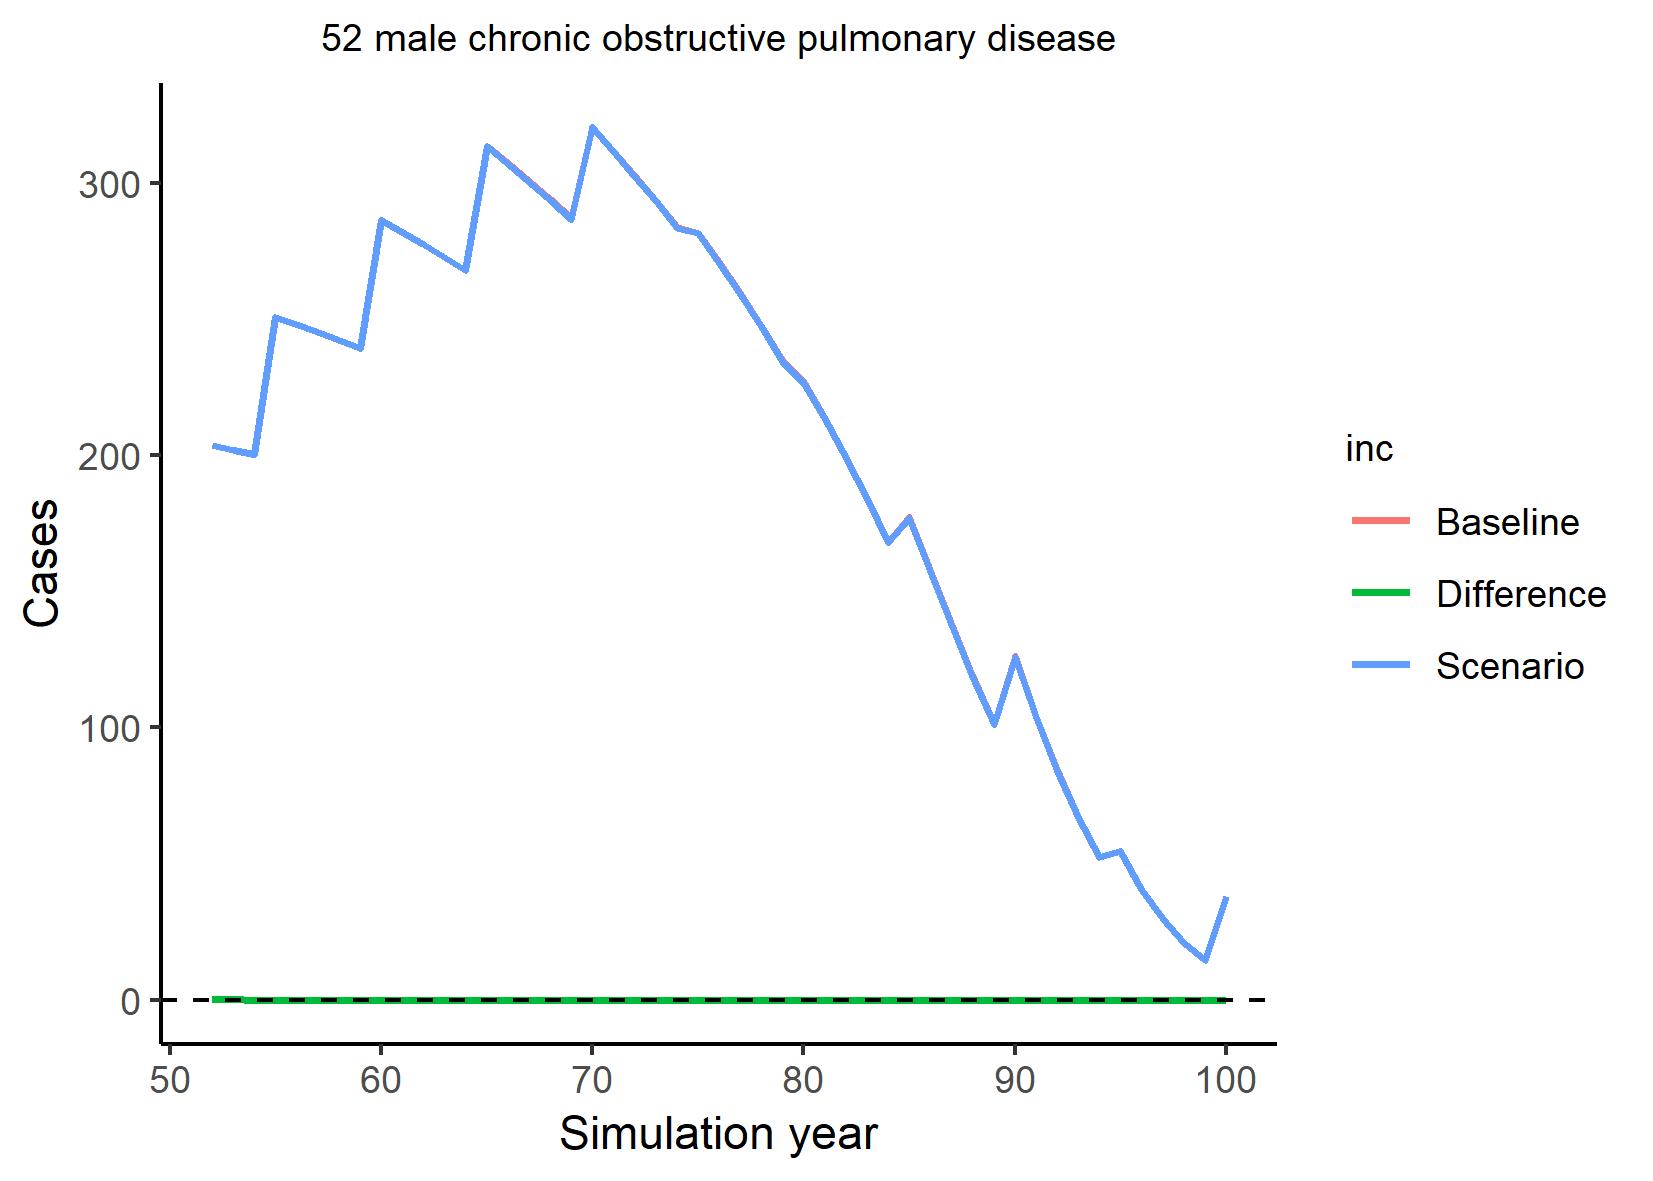 52 male chronic obstructive pulmonary disease
Cases
300
200
100
0
50 60 70 80 90 100
Simulation year
inc
Baseline
Difference
Scenario